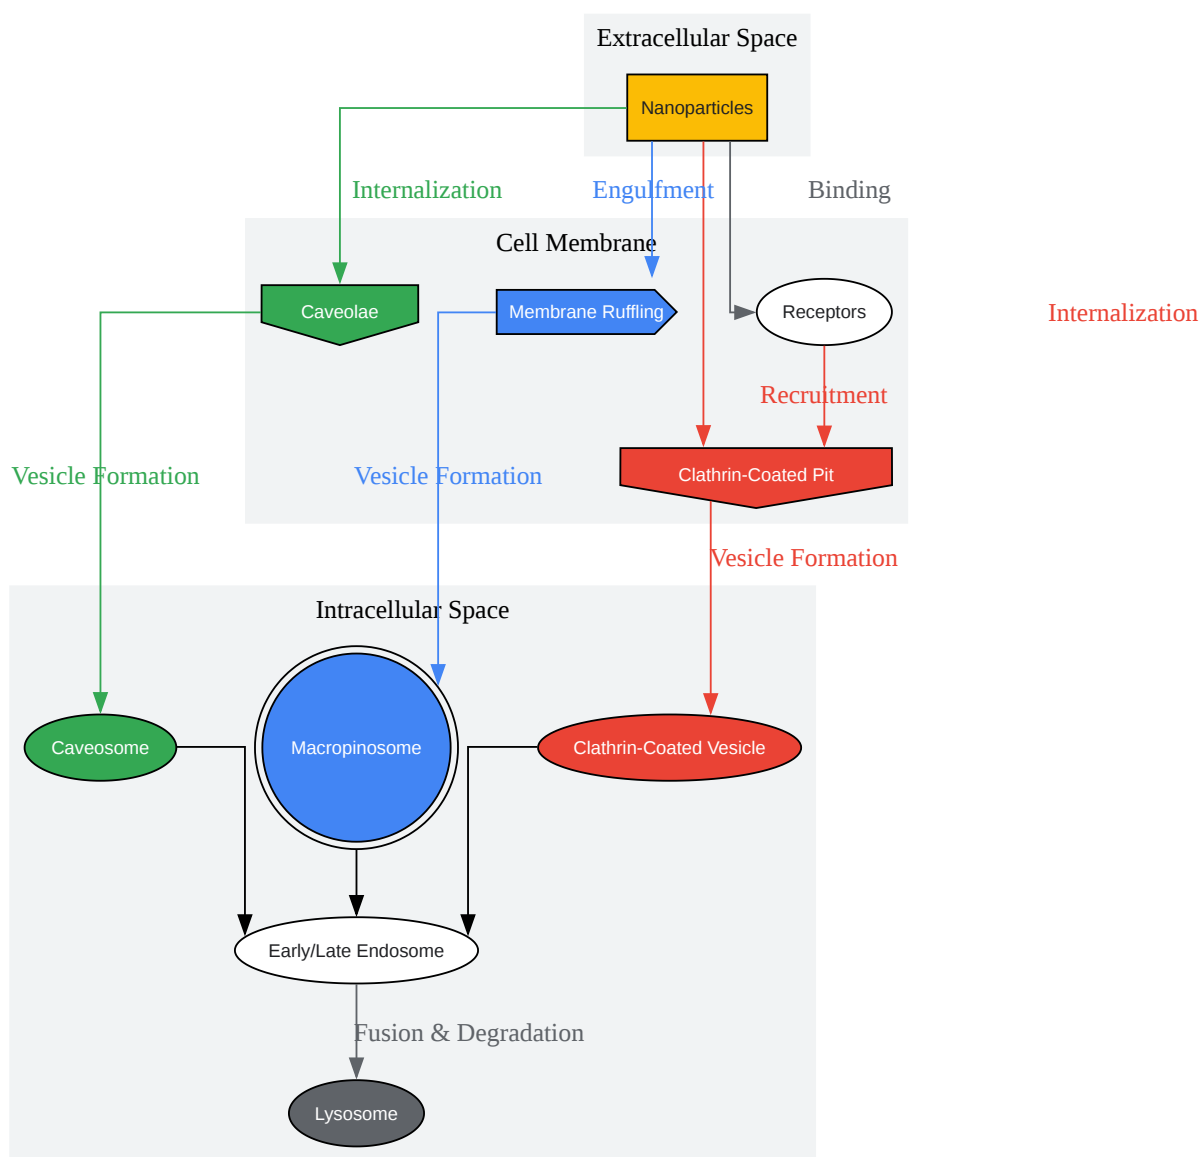 Extracellular Space
Nanoparticles
Internalization
Engulfment
Binding
Cell Membrane
Caveolae
Membrane Ruffling
Receptors
Internalization
Recruitment
Vesicle Formation
Vesicle Formation
Clathrin-Coated Pit
Vesicle Formation
Intracellular Space
Caveosome
Macropinosome
Clathrin-Coated Vesicle
Early/Late Endosome
Fusion & Degradation
Lysosome